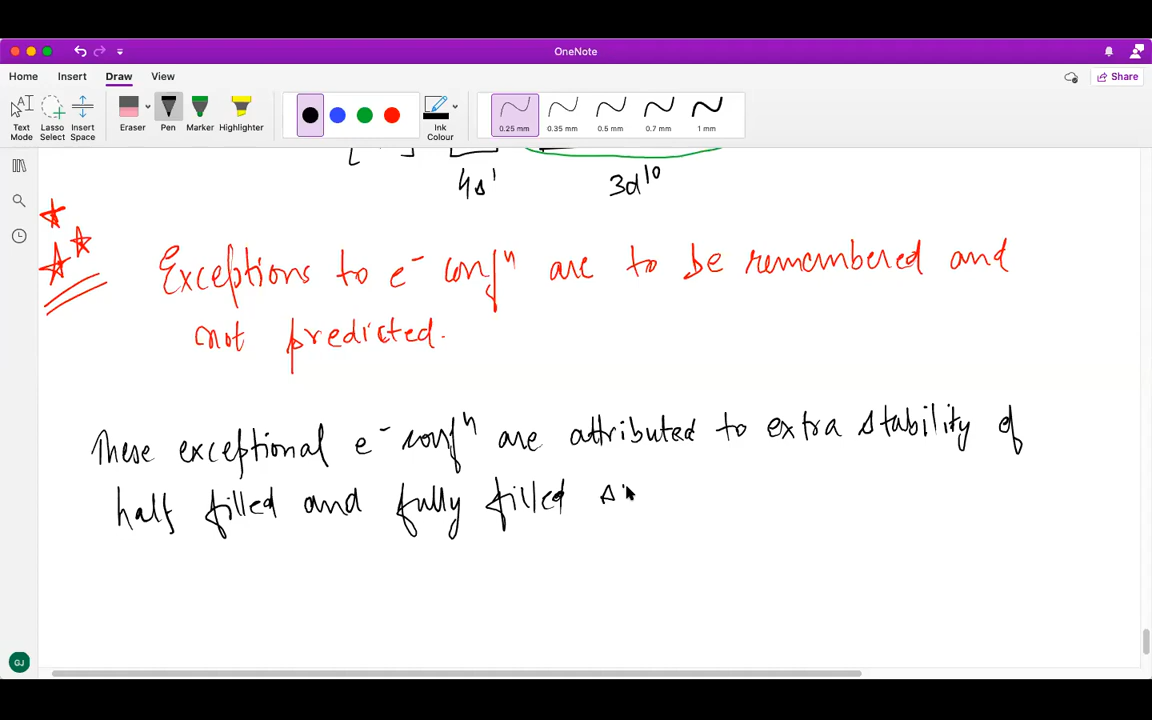 OneNote
Home Insert Draw View
Share
Text Mode
Lasso Select
Insert Space
Eraser
Pen
Marker
Highlighter
Ink Colour
0.25 mm
0.35 mm
0.5 mm
0.7 mm
1 mm
4s¹ 3d¹⁰
Exceptions to e⁻ confⁿ are to be remembered and
not predicted.
These exceptional e⁻ confⁿ are attributed to extra stability of
half filled and fully filled
GJ